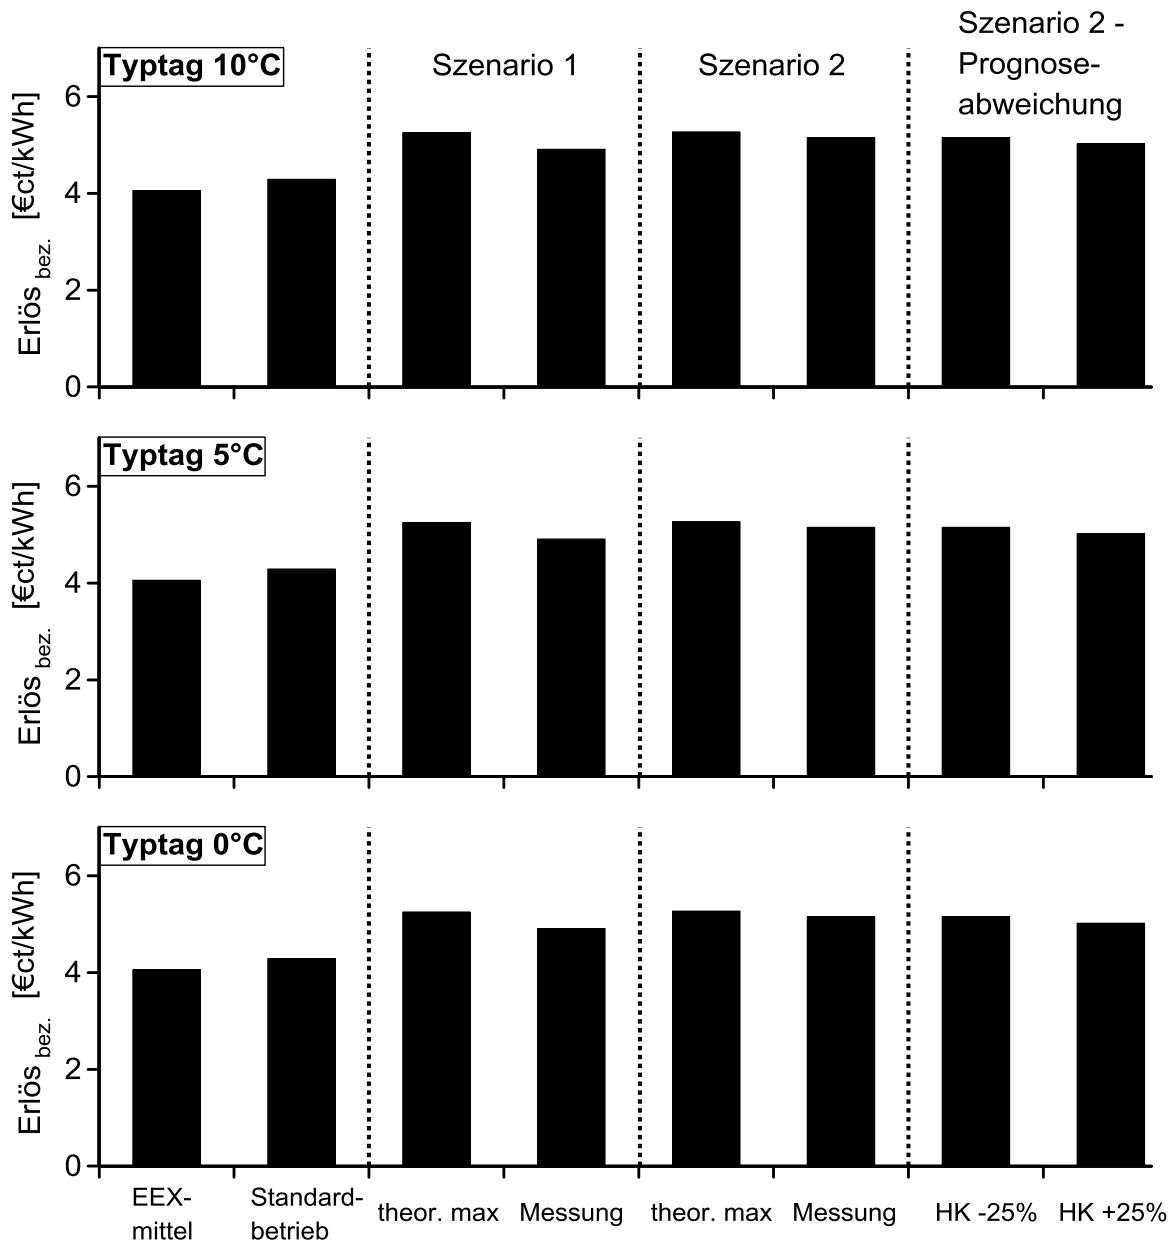 Szenario 2 -
Prognose-
abweichung
Typtag 10°C
Szenario 1
Szenario 2
6
4
2
0
Erlös bez. [€ct/kWh]
Typtag 5°C
6
4
2
0
Erlös bez. [€ct/kWh]
Typtag 0°C
6
4
2
0
Erlös bez. [€ct/kWh]
EEX-
mittel
Standard-
betrieb
theor. max
Messung
theor. max
Messung
HK -25%
HK +25%